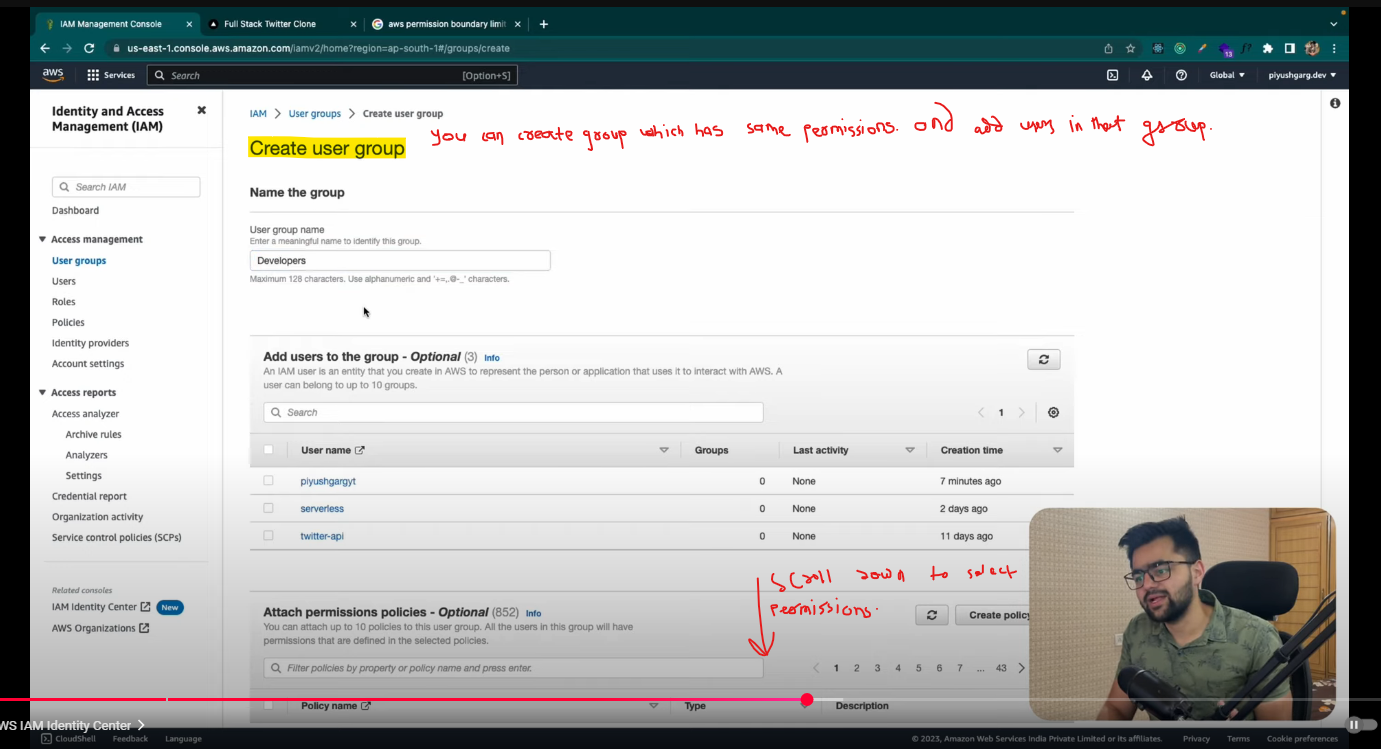 IAM Management Console
Full Stack Twitter Clone
aws permission boundary limit
us-east-1.console.aws.amazon.com/iamv2/home?region=ap-south-1#/groups/create
13
aws
Services
Search
[Option+S]
Global
piyushgarg.dev
Identity and Access Management (IAM)
Search IAM
Dashboard
Access management
User groups
Users
Roles
Policies
Identity providers
Account settings
Access reports
Access analyzer
Archive rules
Analyzers
Settings
Credential report
Organization activity
Service control policies (SCPs)
Related consoles
IAM Identity Center New
AWS Organizations
IAM > User groups > Create user group
you can create group which has same permissions. and add users in that group.
Create user group
Name the group
User group name
Enter a meaningful name to identify this group.
Developers
Maximum 128 characters. Use alphanumeric and '+=,.@-_' characters.
Add users to the group - Optional (3) Info
An IAM user is an entity that you create in AWS to represent the person or application that uses it to interact with AWS. A
user can belong to up to 10 groups.
Search
1
User name Groups Last activity Creation time
piyushgargyt 0 None 7 minutes ago
serverless 0 None 2 days ago
twitter-api 0 None 11 days ago
Scroll down to select
permissions.
Attach permissions policies - Optional (852) Info
You can attach up to 10 policies to this user group. All the users in this group will have
permissions that are defined in the selected policies.
Create policy
Filter policies by property or policy name and press enter.
1 2 3 4 5 6 7 ... 43
Policy name Type Description
WS IAM Identity Center
CloudShell Feedback Language
© 2023, Amazon Web Services India Private Limited or its affiliates. Privacy Terms Cookie preferences